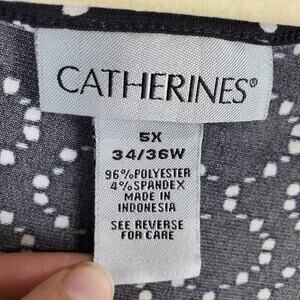 CATHERINES®
5X
34/36W
96% POLYESTER
4% SPANDEX
MADE IN
INDONESIA
SEE REVERSE
FOR CARE